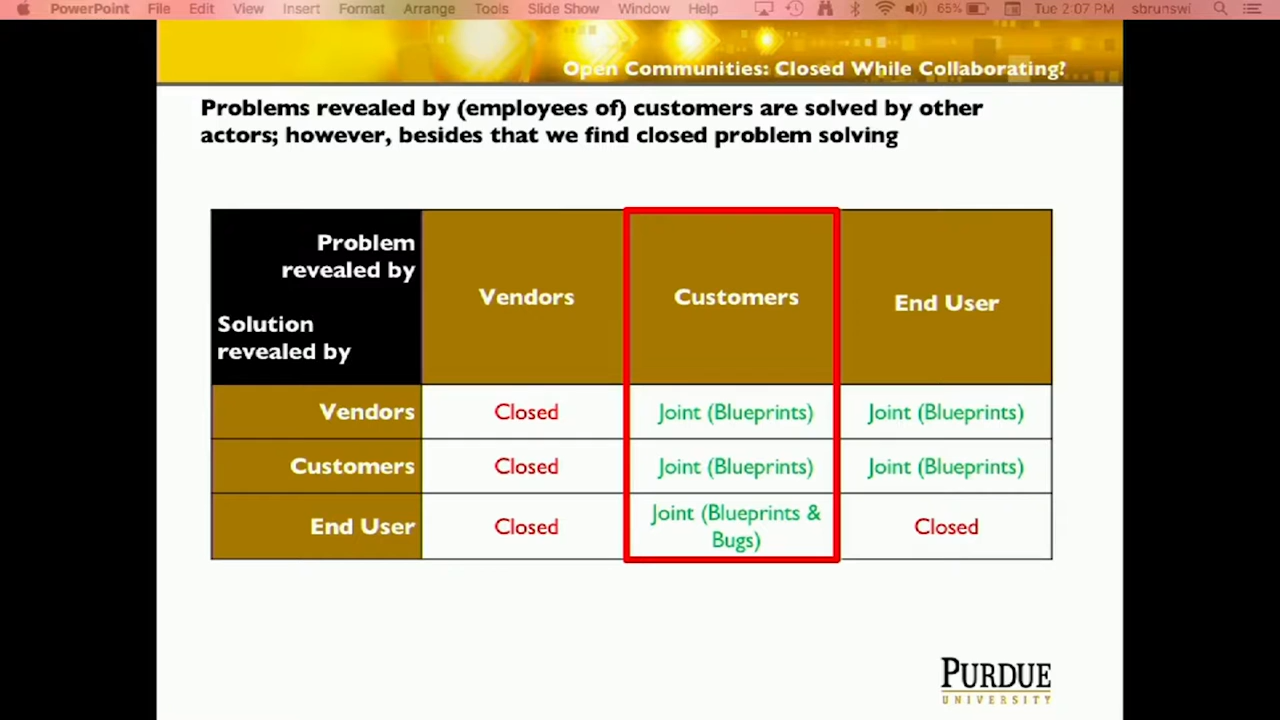 PowerPoint File Edit View Insert Format Arrange Tools Slide Show Window Help 65% Tue 2:07 PM sbrunswi
Open Communities: Closed While Collaborating?
Problems revealed by (employees of) customers are solved by other
actors; however, besides that we find closed problem solving
Problem
revealed by
Solution
revealed by
Vendors
Customers
End User
Vendors Closed Joint (Blueprints) Joint (Blueprints)
Customers Closed Joint (Blueprints) Joint (Blueprints)
End User Closed Joint (Blueprints &
Bugs) Closed
PURDUE
UNIVERSITY